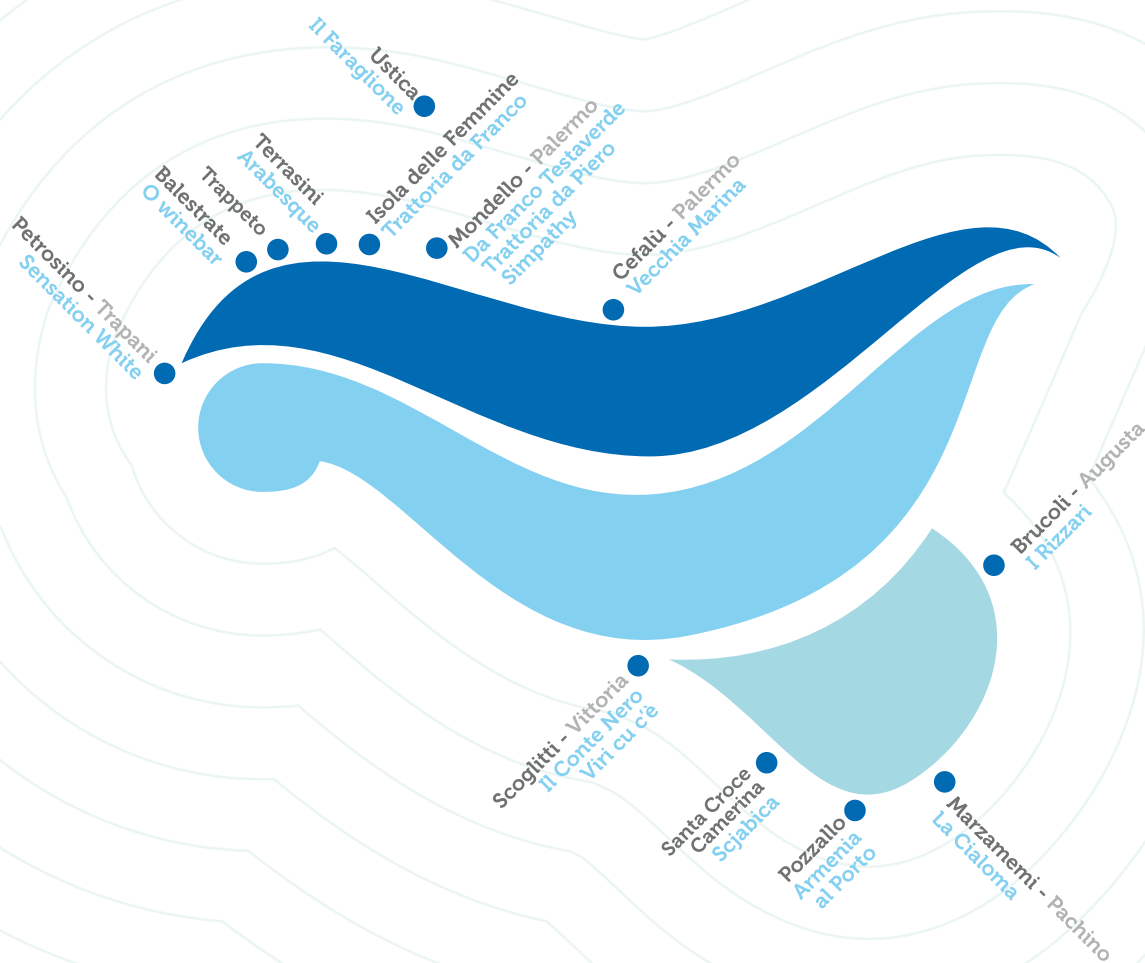 Ustica
Il Faraglione
Isola delle Femmine
Trattoria da Franco
Mondello - Palermo
Da Franco Testaverde
Trattoria da Piero
Simpathy
Terrasini
Arabesque
Trappeto
Balestrate
O winebar
Petrosino - Trapani
Sensation White
Cefalù - Palermo
Vecchia Marina
Brucoli - Augusta
I Rizzari
Scoglitti - Vittoria
Il Conte Nero
Viri cu c'è
Santa Croce
Camerina
Scjabica
Pozzallo
Armenia
al Porto
Marzamemi - Pachino
La Cialoma